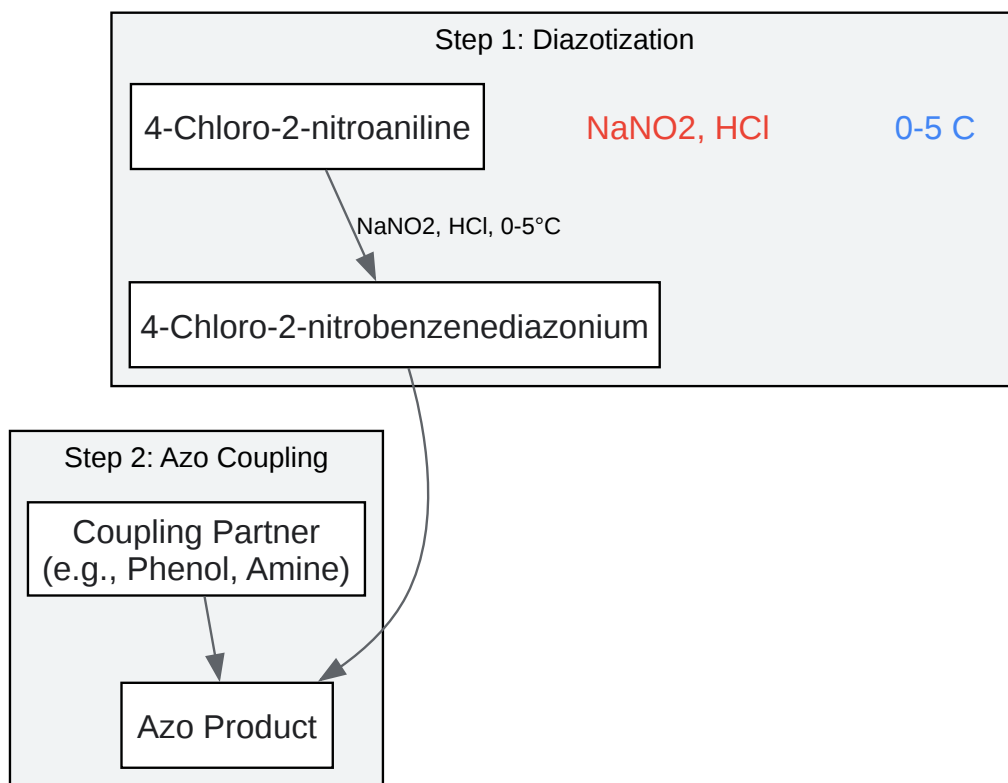 Step 1: Diazotization
4-Chloro-2-nitroaniline
NaNO2, HCl
0-5 C
NaNO2, HCl, 0-5°C
4-Chloro-2-nitrobenzenediazonium
Step 2: Azo Coupling
Coupling Partner
(e.g., Phenol, Amine)
Azo Product